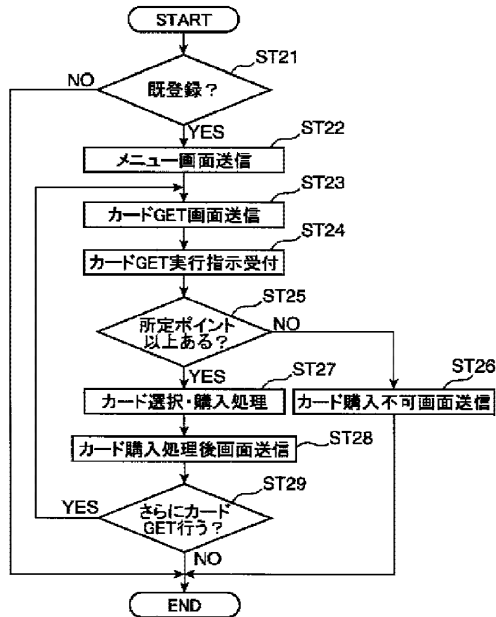 START
ST21
NO
既登録？
YES
ST22
メニュー画面送信
ST23
カードGET画面送信
ST24
カードGET実行指示受付
ST25
所定ポイント
以上ある？
NO
YES
ST27
ST26
カード選択・購入処理
カード購入不可画面送信
ST28
カード購入処理後画面送信
ST29
YES
さらにカード
GET行う？
NO
END